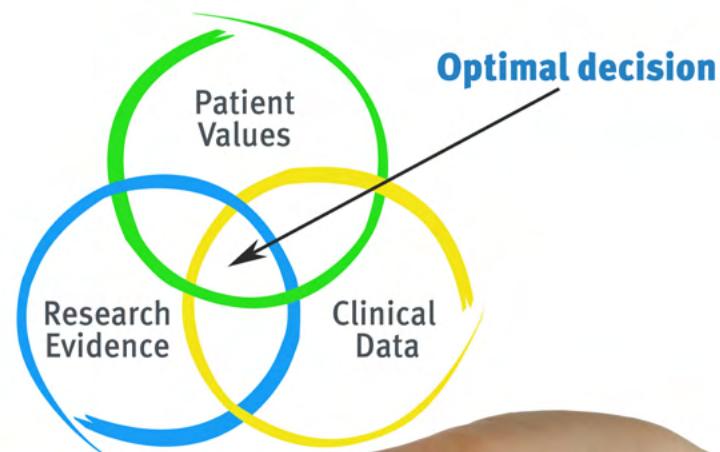 Optimal decision
Patient
Values
Research
Evidence
Clinical
Data